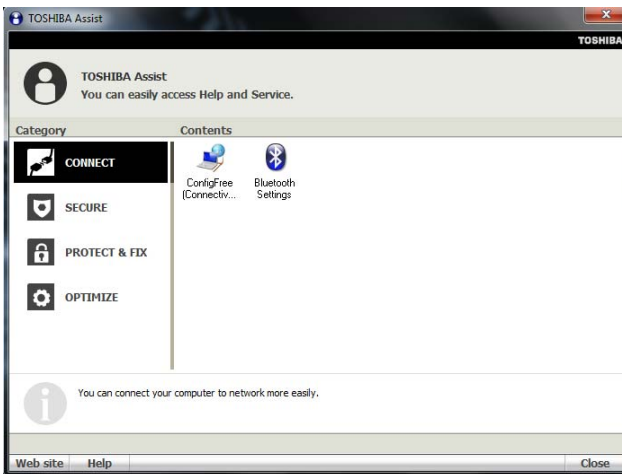 TOSHIBA Assist
TOSHIBA
TOSHIBA Assist
You can easily access Help and Service.
Category
Contents
CONNECT
SECURE
PROTECT & FIX
OPTIMIZE
ConfigFree
(Connectiv...
Bluetooth
Settings
You can connect your computer to network more easily.
Web site
Help
Close